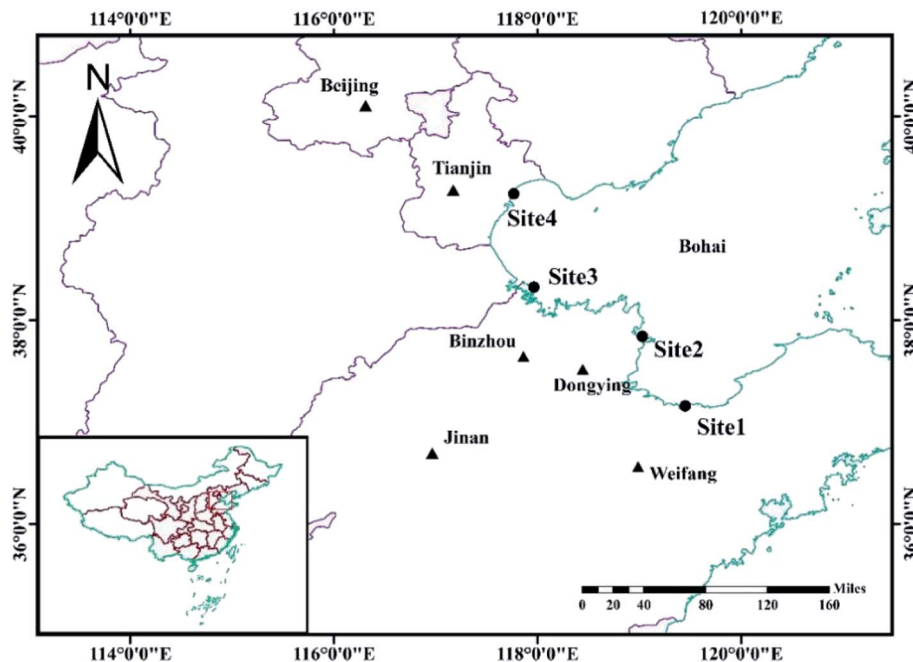 114°0'0"E 116°0'0"E 118°0'0"E 120°0'0"E
N
Beijing
40°0'0"N
40°0'0"N
Tianjin
Site4
Bohai
Site3
38°0'0"N
38°0'0"N
Binzhou
Site2
Dongying
Site1
Jinan
Weifang
36°0'0"N
36°0'0"N
Miles
0 10 20 40 80 120 160
114°0'0"E 116°0'0"E 118°0'0"E 120°0'0"E